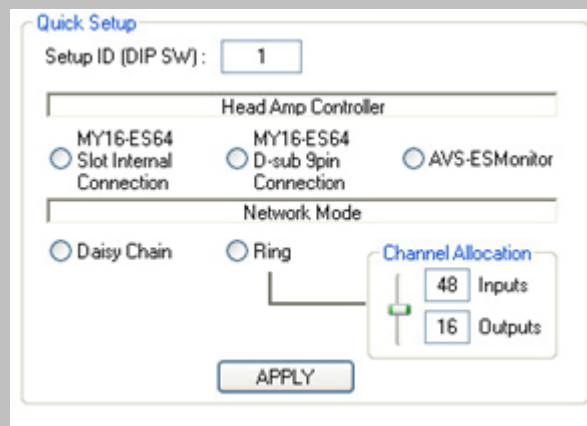 Quick Setup
Setup ID (DIP SW) : 1
Head Amp Controller
MY16-ES64
Slot Internal
Connection
MY16-ES64
D-sub 9pin
Connection
AVS-ESMonitor
Network Mode
Daisy Chain
Ring
Channel Allocation
48 Inputs
16 Outputs
APPLY